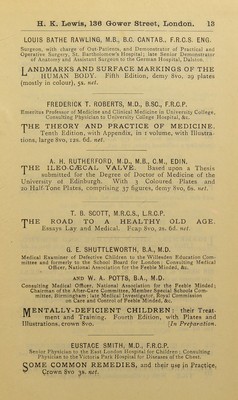 H. K. Lewis, 136 Gower Street, London. 13
LOUIS BATHE RAWLING, M.B., B.C. CANTAB., F.R.C.S. ENG.
Surgeon, with charge of Out-Patients, and Demonstrator of Practical and
Operative Surgery, St. Bartholomew's Hospital; late Senior Demonstrator
of Anatomy and Assistant Surgeon to the German Hospital, Dalston.
LANDMARKS AND SURFACE MARKINGS OF THE
HUMAN BODY. Fifth Edition, demy 8vo, 29 plates
(mostly in colour), 5s. net.
FREDERICK T. ROBERTS, M.D., B.SC., F.R.C.P.
Emeritus Professor of Medicine and Clinical Medicine in University College,
Consulting Physician to University College Hospital, &c.
THE THEORY AND PRACTICE OF MEDICINE.
Tenth Edition, with Appendix, in 1 volume, with Illustra-
tions, large 8vo, 12s. 6d. net.
A. H. RUTHERFORD, M.D., M.B., C.M., EDIN.
THE ILEO-CÆCAL VALVE. Based upon a Thesis
submitted for the Degree of Doctor of Medicine of the
University of Edinburgh. With 3 Colored Plates and
20 Half-Tone Plates, comprising 37 figures, demy 8vo, 6s. net.
T. B. SCOTT, M.R.C.S., L.R.C.P.
THE ROAD TO A HEALTHY OLD AGE.
Essays Lay and Medical. Fcap 8vo, 2s. 6d. net.
G. E. SHUTTLEWORTH, B.A., M.D.
Medical Examiner of Defective Children to the Willesden Education Com-
mittee and formerly to the School Board for London; Consulting Medical
Officer, National Association for the Feeble Minded, &c.
AND W. A. POTTS, B.A., M.D.
Consulting Medical Officer, National Association for the Feeble Minded;
Chairman of the After-Care Committee, Member Special Schools Com-
mittee, Birmingham; late Medical Investigator, Royal Commission
on Care and Control of Feeble Minded, &c.
MENTALLY-DEFICIENT CHILDREN: their Treat-
ment and Training. Fourth Edition, with Plates and
Illustrations, crown 8vo. [In Preparation.
EUSTACE SMITH, M.D., F.R.C.P.
Senior Physician to the East London Hospital for Children; Consulting
Physician to the Victoria Park Hospital for Diseases of the Chest.
SOME COMMON REMEDIES, and their use in Practice,
Crown 8vo 3s. net.